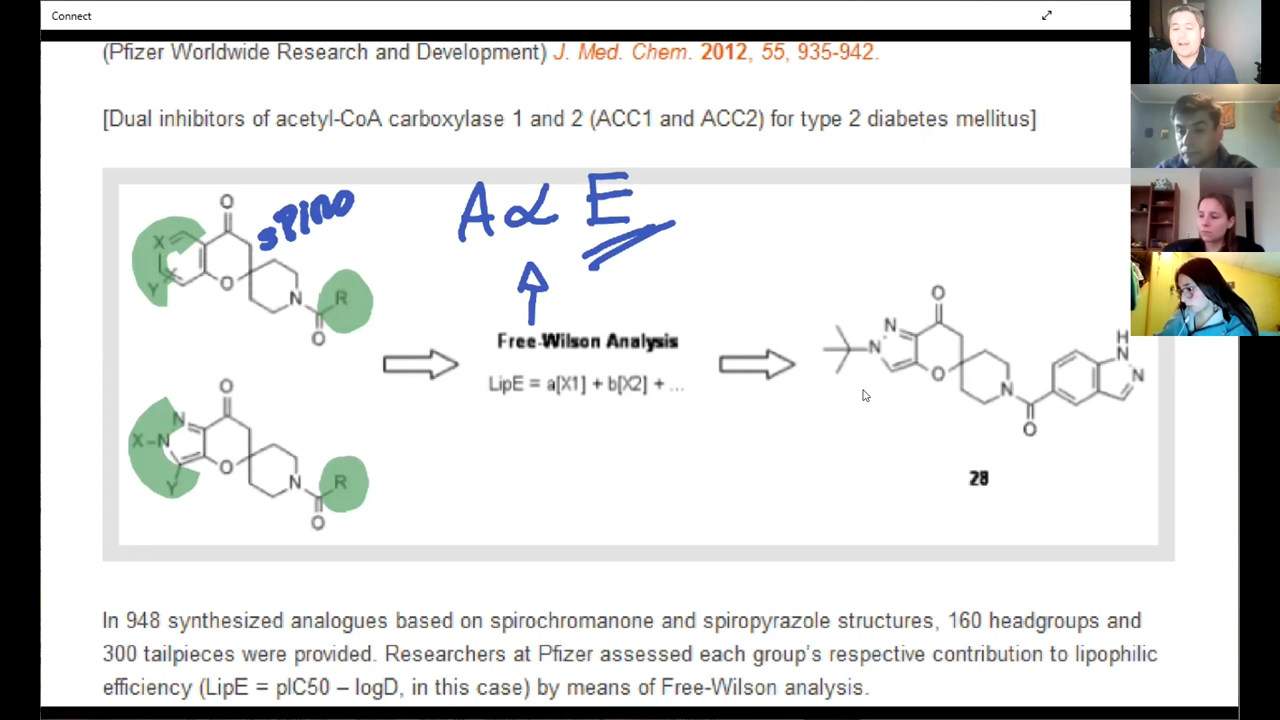 Connect
(Pfizer Worldwide Research and Development) J. Med. Chem. 2012, 55, 935-942.
[Dual inhibitors of acetyl-CoA carboxylase 1 and 2 (ACC1 and ACC2) for type 2 diabetes mellitus]
SPIRO
A ∝ E
O
X
Y
X
O
N
R
O
Free-Wilson Analysis
LipE = a[X1] + b[X2] + ...
O
N
X-N
Y
O
N
R
O
O
N
N
O
N
O
H
N
N
28
In 948 synthesized analogues based on spirochromanone and spiropyrazole structures, 160 headgroups and
300 tailpieces were provided. Researchers at Pfizer assessed each group's respective contribution to lipophilic
efficiency (LipE = pIC50 – logD, in this case) by means of Free-Wilson analysis.